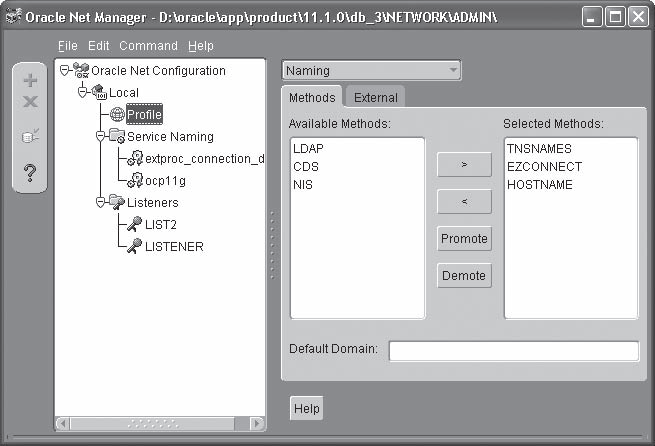 Oracle Net Manager - D:\oracle\app\product\11.1.0\db_3\NETWORK\ADMIN\
File Edit Command Help
Oracle Net Configuration
Local
Profile
Service Naming
extproc_connection_d
ocp11g
Listeners
LIST2
LISTENER
Naming
Methods External
Available Methods:
LDAP
CDS
NIS
>
<
Promote
Demote
Selected Methods:
TNSNAMES
EZCONNECT
HOSTNAME
Default Domain:
Help